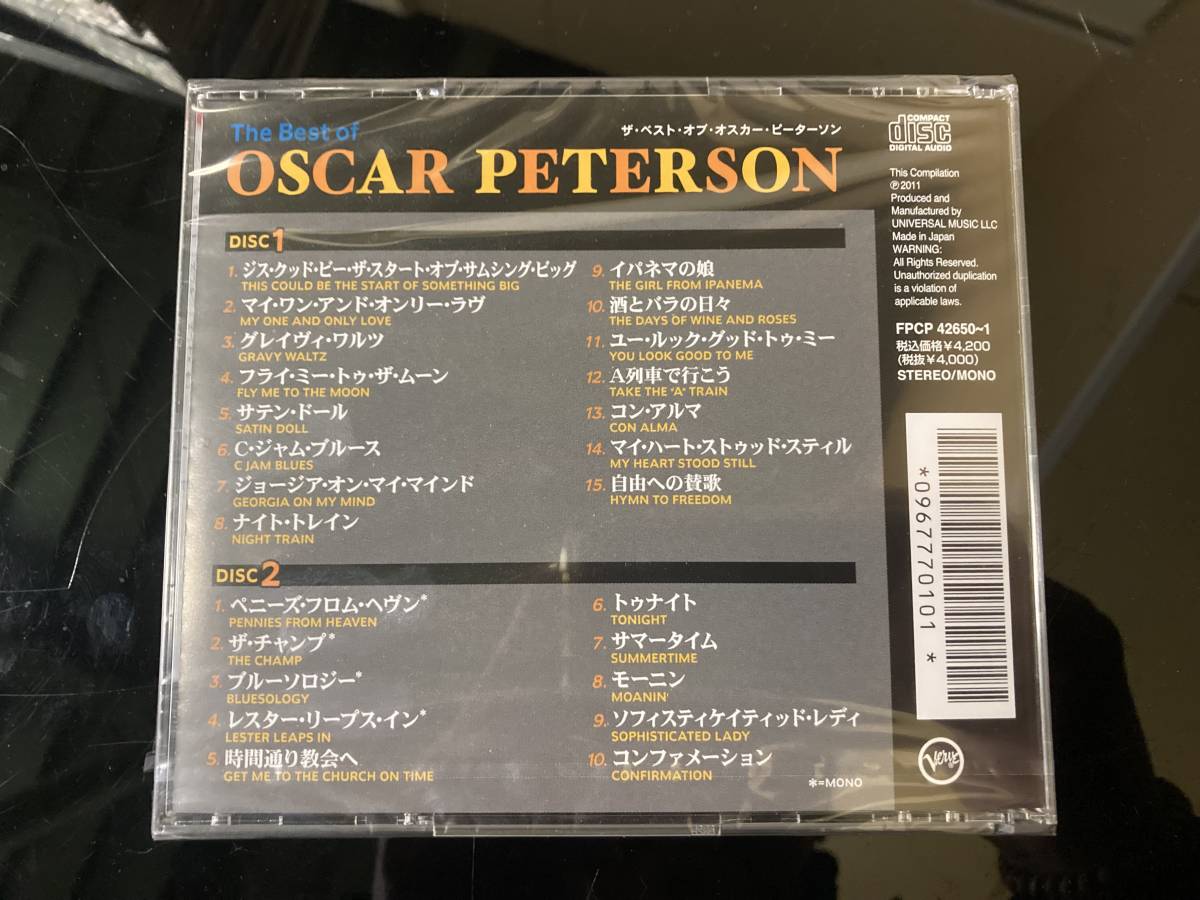 The Best of
ザ・ベスト・オブ・オスカー・ピーターソン
OSCAR PETERSON
DISC 1
1. ジス・クッド・ビー・ザ・スタート・オブ・サムシング・ビッグ
THIS COULD BE THE START OF SOMETHING BIG
2. マイ・ワン・アンド・オンリー・ラヴ
MY ONE AND ONLY LOVE
3. グレイヴィ・ワルツ
GRAVY WALTZ
4. フライ・ミー・トゥ・ザ・ムーン
FLY ME TO THE MOON
5. サテン・ドール
SATIN DOLL
6. C・ジャム・ブルース
C JAM BLUES
7. ジョージア・オン・マイ・マインド
GEORGIA ON MY MIND
8. ナイト・トレイン
NIGHT TRAIN
9. イパネマの娘
THE GIRL FROM IPANEMA
10. 酒とバラの日々
THE DAYS OF WINE AND ROSES
11. ユー・ルック・グッド・トゥ・ミー
YOU LOOK GOOD TO ME
12. A列車で行こう
TAKE THE "A" TRAIN
13. コン・アルマ
CON ALMA
14. マイ・ハート・ストゥッド・スティル
MY HEART STOOD STILL
15. 自由への賛歌
HYMN TO FREEDOM
DISC 2
1. ペニーズ・フロム・ヘヴン*
PENNIES FROM HEAVEN
2. ザ・チャンプ*
THE CHAMP
3. ブルーソロジー*
BLUESOLOGY
4. レスター・リープス・イン*
LESTER LEAPS IN
5. 時間通り教会へ
GET ME TO THE CHURCH ON TIME
6. トゥナイト
TONIGHT
7. サマータイム
SUMMERTIME
8. モーニン
MOANIN'
9. ソフィスティケイティッド・レディ
SOPHISTICATED LADY
10. コンファメーション
CONFIRMATION
*=MONO
COMPACT
disc
DIGITAL AUDIO
This Compilation
℗2011
Produced and
Manufactured by
UNIVERSAL MUSIC LLC
Made in Japan
WARNING:
All Rights Reserved.
Unauthorized duplication
is a violation of
applicable laws.
FPCP 42650~1
税込価格¥4,200
(税抜¥4,000)
STEREO/MONO
*0967770101*
Verve